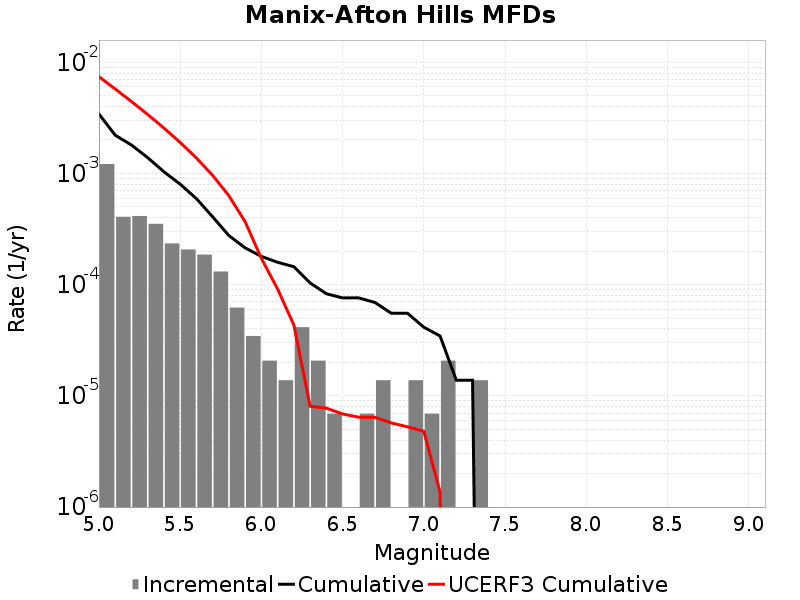 Manix-Afton Hills MFDs
10-2
10-3
10-4
10-5
10-6
Rate (1/yr)
5.0 5.5 6.0 6.5 7.0 7.5 8.0 8.5 9.0
Magnitude
Incremental Cumulative UCERF3 Cumulative